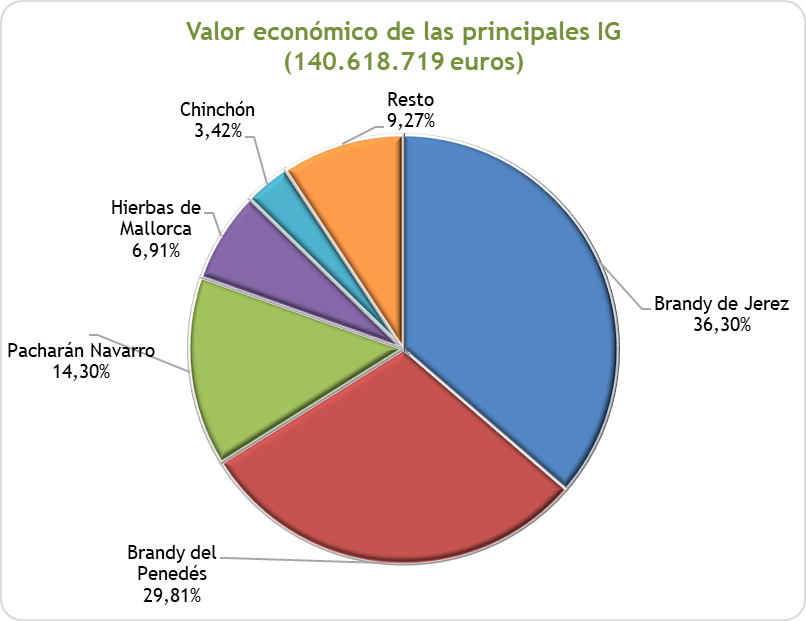 Valor económico de las principales IG
(140.618.719 euros)
Resto
9,27%
Chinchón
3,42%
Hierbas de
Mallorca
6,91%
Brandy de Jerez
36,30%
Pacharán Navarro
14,30%
Brandy del
Penedés
29,81%